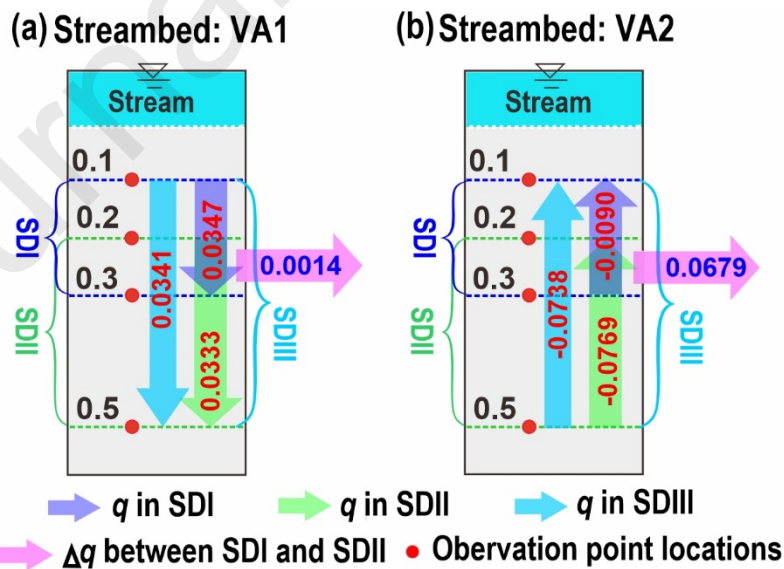 (a) Streambed: VA1
(b) Streambed: VA2
Stream
0.1
0.2
0.3
0.5
SDI
SDII
SDIII
0.0341
0.0347
0.0333
0.0014
Stream
0.1
0.2
0.3
0.5
SDI
SDII
SDIII
-0.0738
-0.0090
-0.0769
0.0679
q in SDI
q in SDII
q in SDIII
Δq between SDI and SDII
Obervation point locations